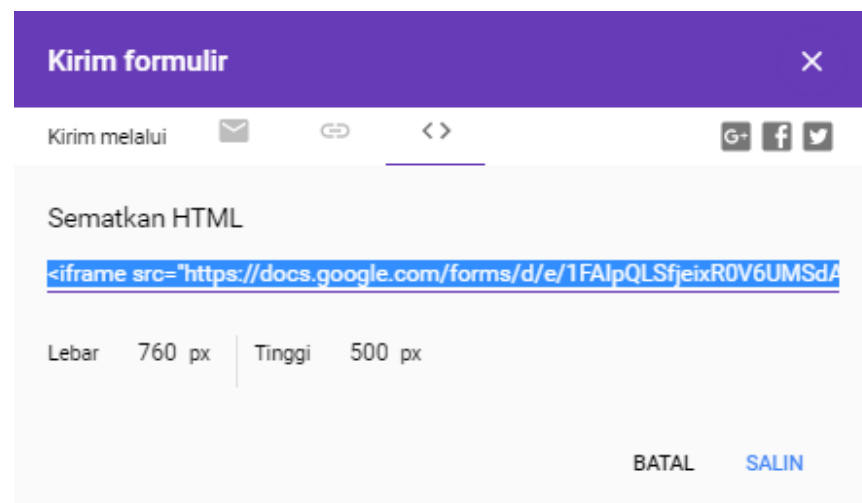 Kirim formulir
Kirim melalui
G+
Sematkan HTML
<iframe src="https://docs.google.com/forms/d/e/1FAIpQLSfjeixR0V6UMSdA
Lebar 760 px Tinggi 500 px
BATAL SALIN